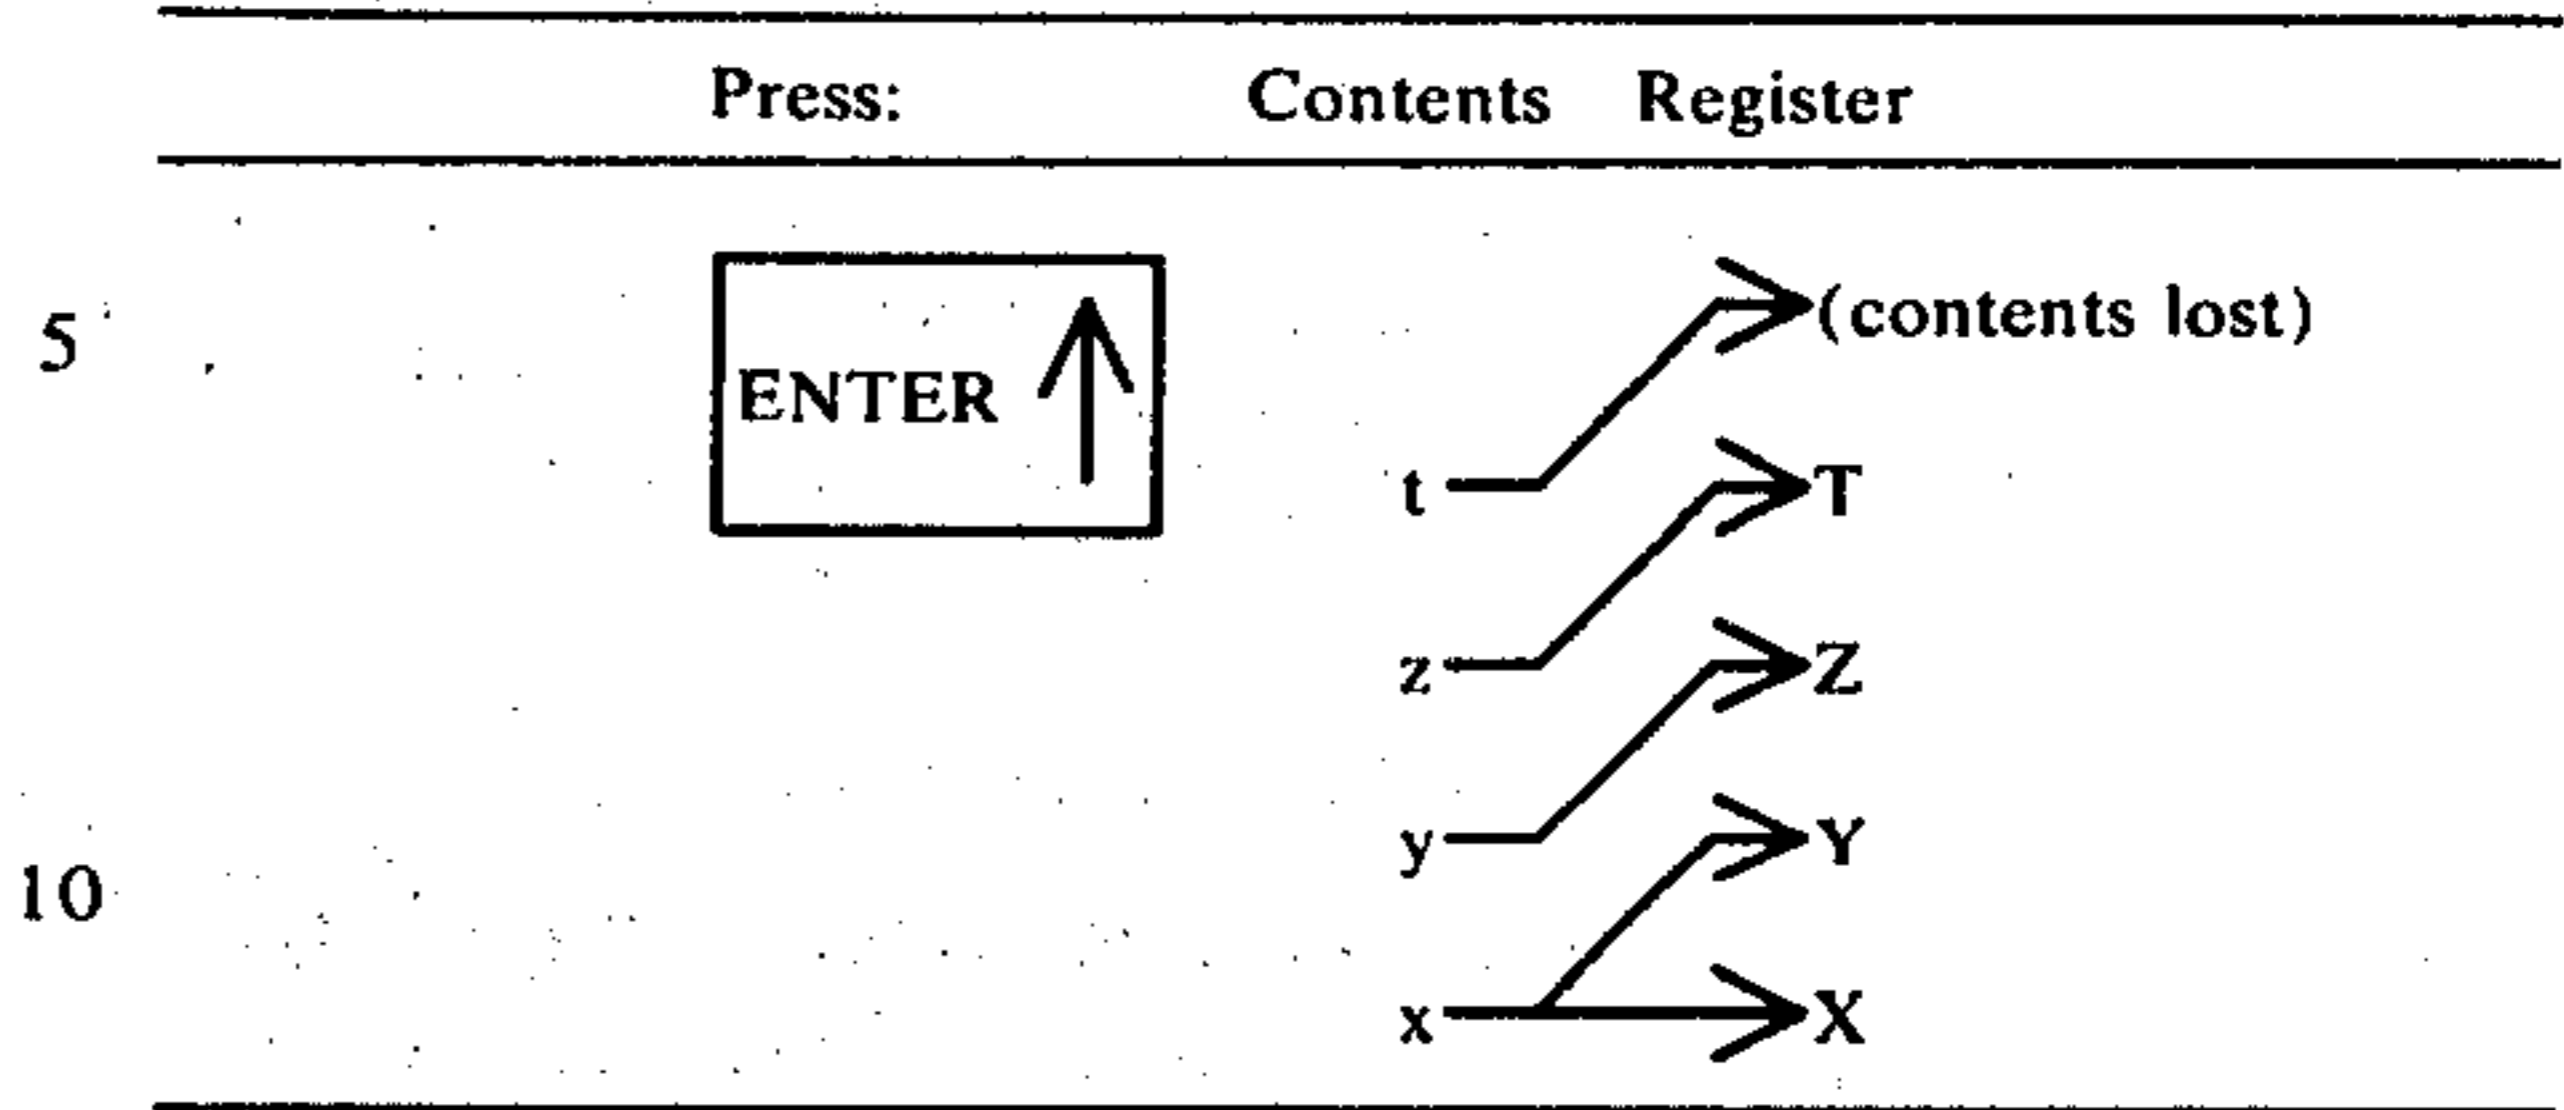 Press: Contents Register
5 (contents lost)
ENTER
t T
z Z
y Y
10
x X